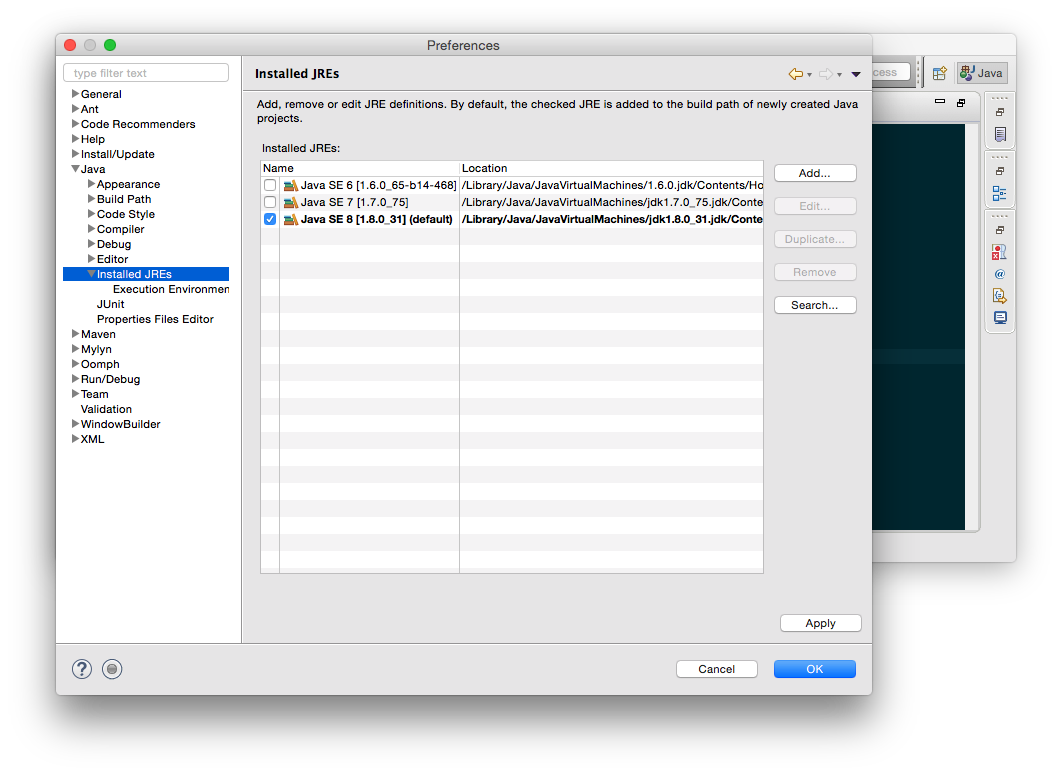 Preferences
type filter text
General
Ant
Code Recommenders
Help
Install/Update
Java
Appearance
Build Path
Code Style
Compiler
Debug
Editor
Installed JREs
Execution Environmen
JUnit
Properties Files Editor
Maven
Mylyn
Oomph
Run/Debug
Team
Validation
WindowBuilder
XML
Installed JREs
Add, remove or edit JRE definitions. By default, the checked JRE is added to the build path of newly created Java
projects.
Installed JREs:
Name Location
Java SE 6 [1.6.0_65-b14-468] /Library/Java/JavaVirtualMachines/1.6.0.jdk/Contents/Ho
Java SE 7 [1.7.0_75] /Library/Java/JavaVirtualMachines/jdk1.7.0_75.jdk/Conten
Java SE 8 [1.8.0_31] (default) /Library/Java/JavaVirtualMachines/jdk1.8.0_31.jdk/Conte
Add...
Edit...
Duplicate...
Remove
Search...
Apply
?
Cancel
OK
cess
Java
@